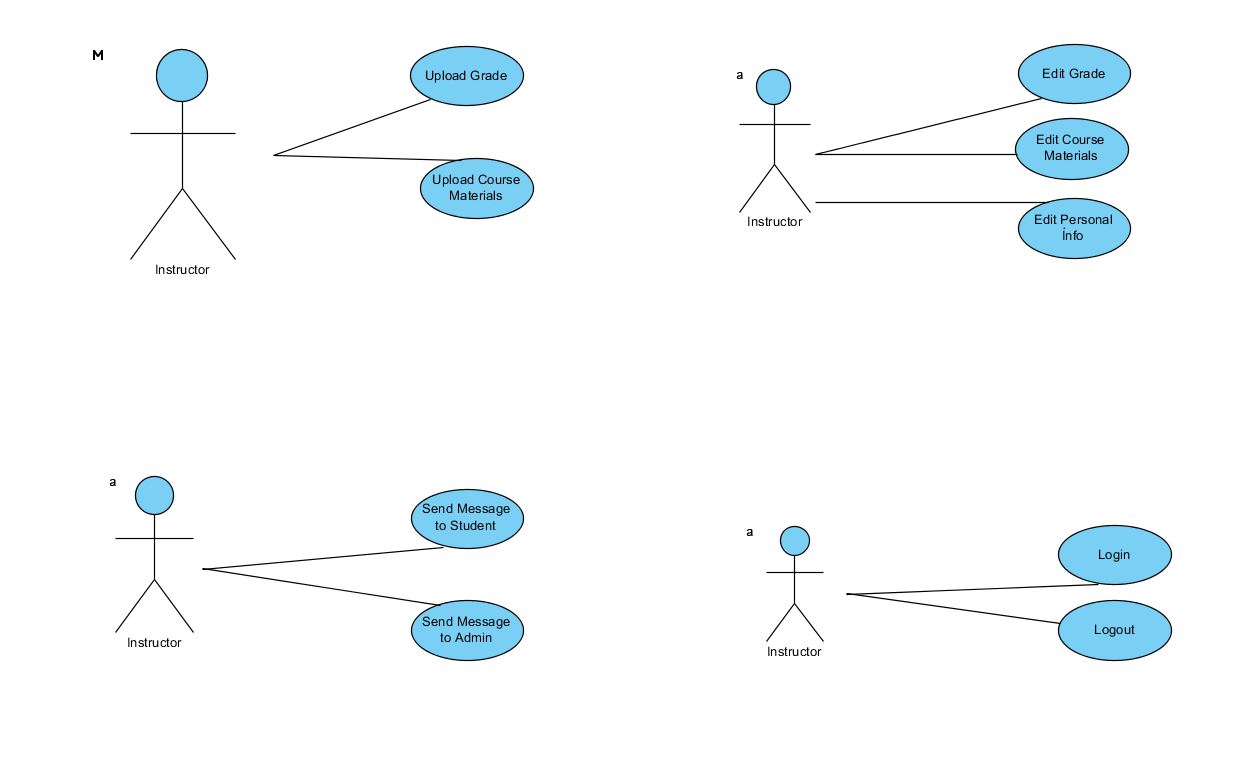 M
Upload Grade
Upload Course
Materials
Instructor
a
Edit Grade
Edit Course
Materials
Edit Personal
İnfo
Instructor
a
Send Message
to Student
Send Message
to Admin
Instructor
a
Login
Logout
Instructor